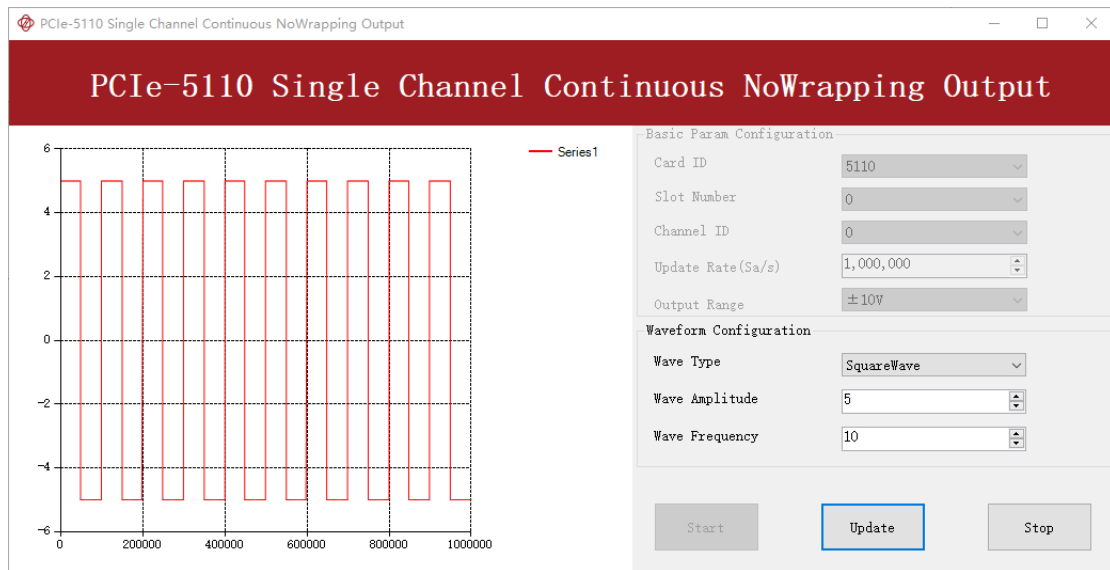 PCIe-5110 Single Channel Continuous NoWrapping Output
PCIe-5110 Single Channel Continuous NoWrapping Output
6
4
2
0
-2
-4
-6
0 200000 400000 600000 800000 1000000
Series1
Basic Param Configuration
Card ID 5110
Slot Number 0
Channel ID 0
Update Rate(Sa/s) 1,000,000
Output Range ±10V
Waveform Configuration
Wave Type SquareWave
Wave Amplitude 5
Wave Frequency 10
Start Update Stop